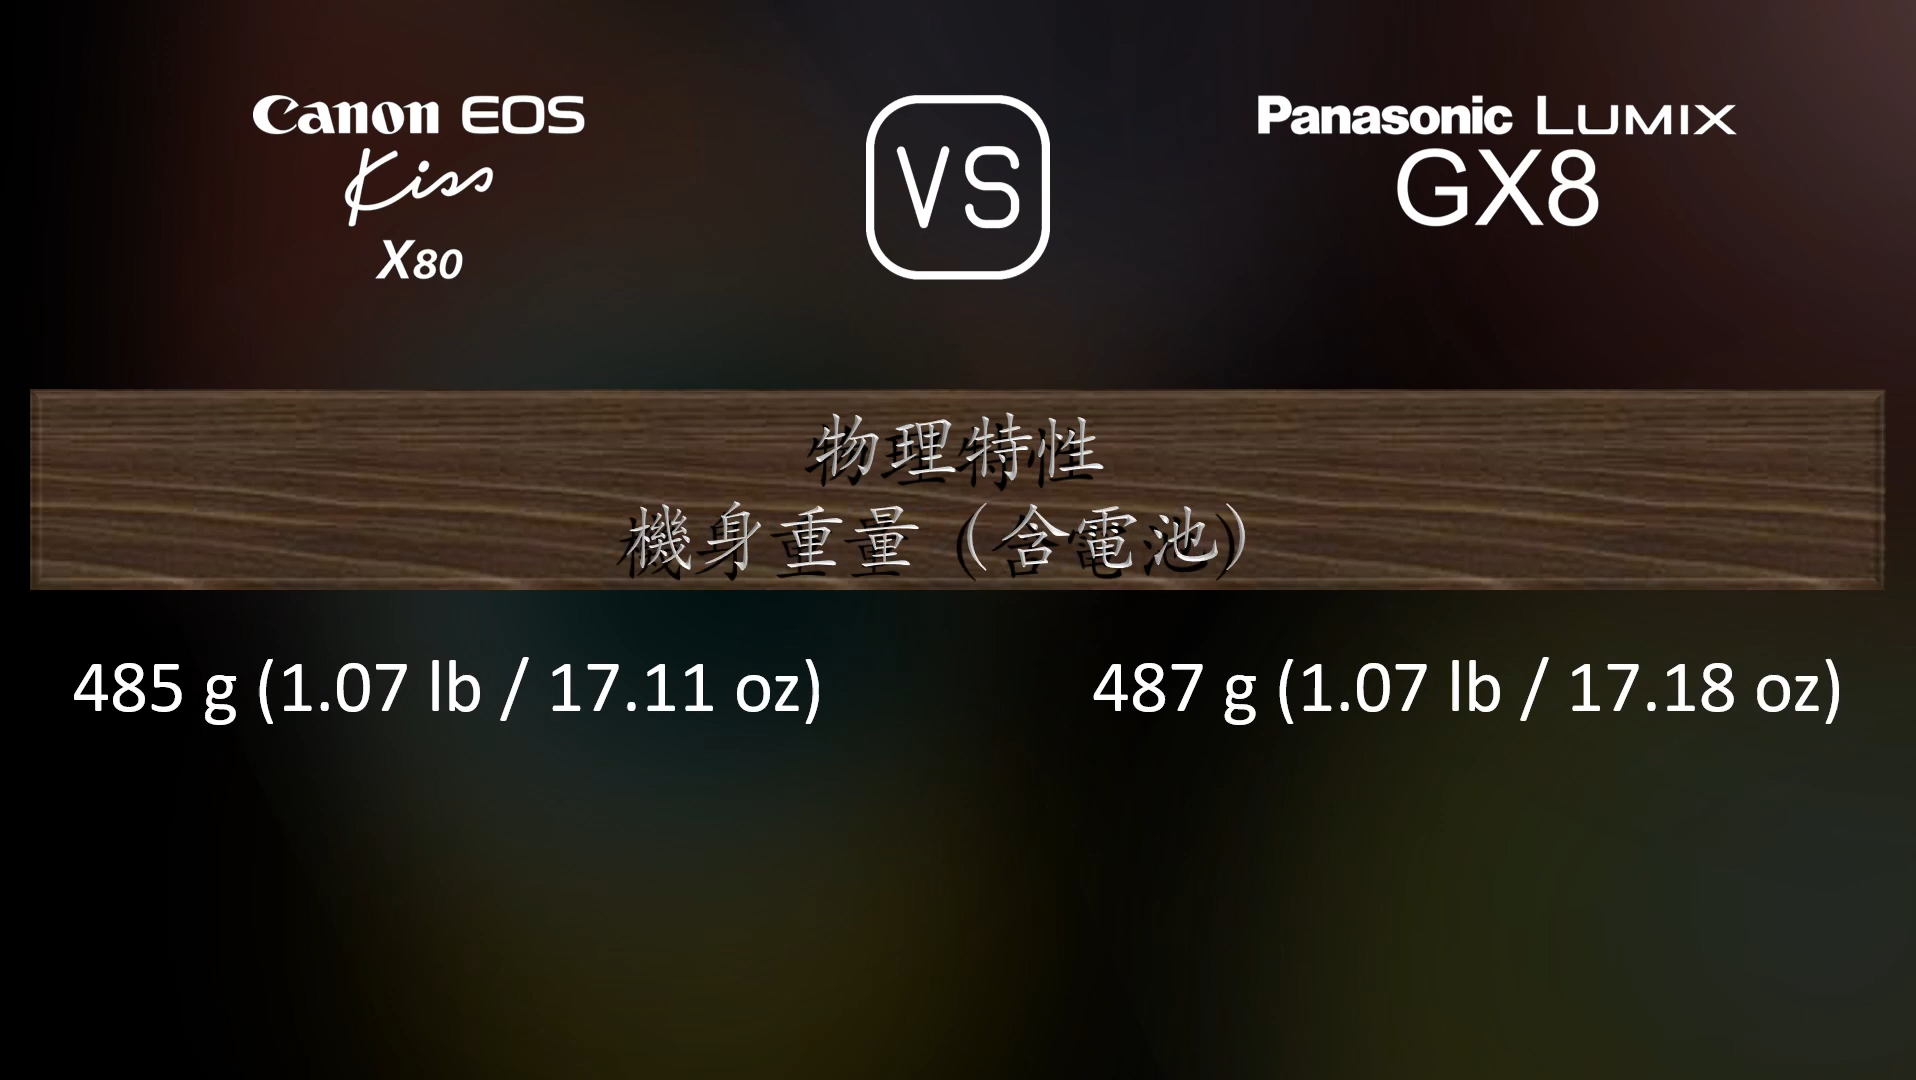 Canon EOS
Kiss
X80
VS
Panasonic LUMIX
GX8
物理特性
機身重量（含電池）
485 g (1.07 lb / 17.11 oz)
487 g (1.07 lb / 17.18 oz)